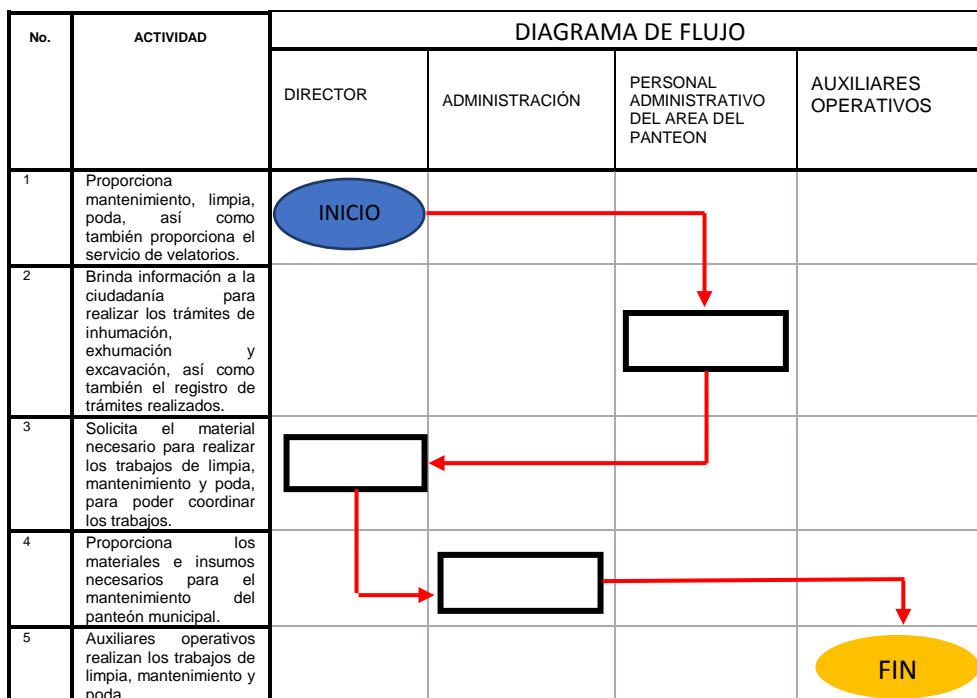 No.
ACTIVIDAD
DIAGRAMA DE FLUJO
DIRECTOR
ADMINISTRACIÓN
PERSONAL
ADMINISTRATIVO
DEL AREA DEL
PANTEON
AUXILIARES
OPERATIVOS
1
Proporciona
mantenimiento, limpia,
poda, así como
también proporciona el
servicio de velatorios.
INICIO
2
Brinda información a la
ciudadanía para
realizar los trámites de
inhumación,
exhumación y
excavación, así como
también el registro de
trámites realizados.
3
Solicita el material
necesario para realizar
los trabajos de limpia,
mantenimiento y poda,
para poder coordinar
los trabajos.
4
Proporciona los
materiales e insumos
necesarios para el
mantenimiento del
panteón municipal.
5
Auxiliares operativos
realizan los trabajos de
limpia, mantenimiento y
poda
FIN